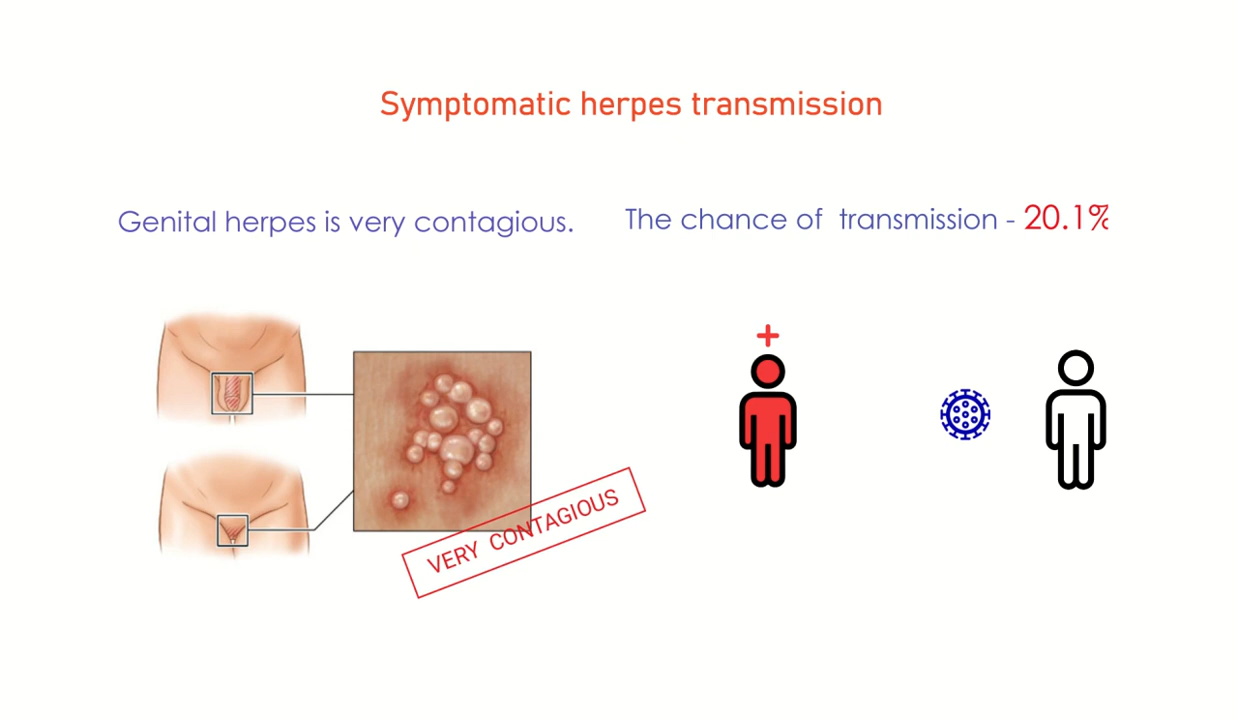 Symptomatic herpes transmission
Genital herpes is very contagious.
The chance of transmission - 20.1%
VERY CONTAGIOUS